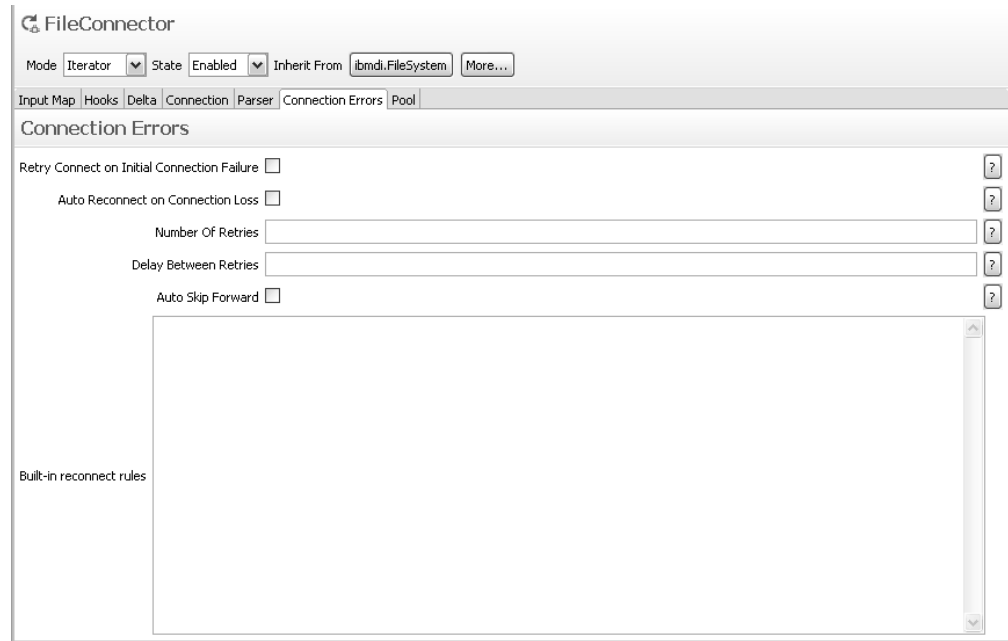 FileConnector
Mode Iterator State Enabled Inherit From ibmdi.FileSystem More...
Input Map Hooks Delta Connection Parser Connection Errors Pool
Connection Errors
Retry Connect on Initial Connection Failure ?
Auto Reconnect on Connection Loss ?
Number Of Retries ?
Delay Between Retries ?
Auto Skip Forward ?
Built-in reconnect rules